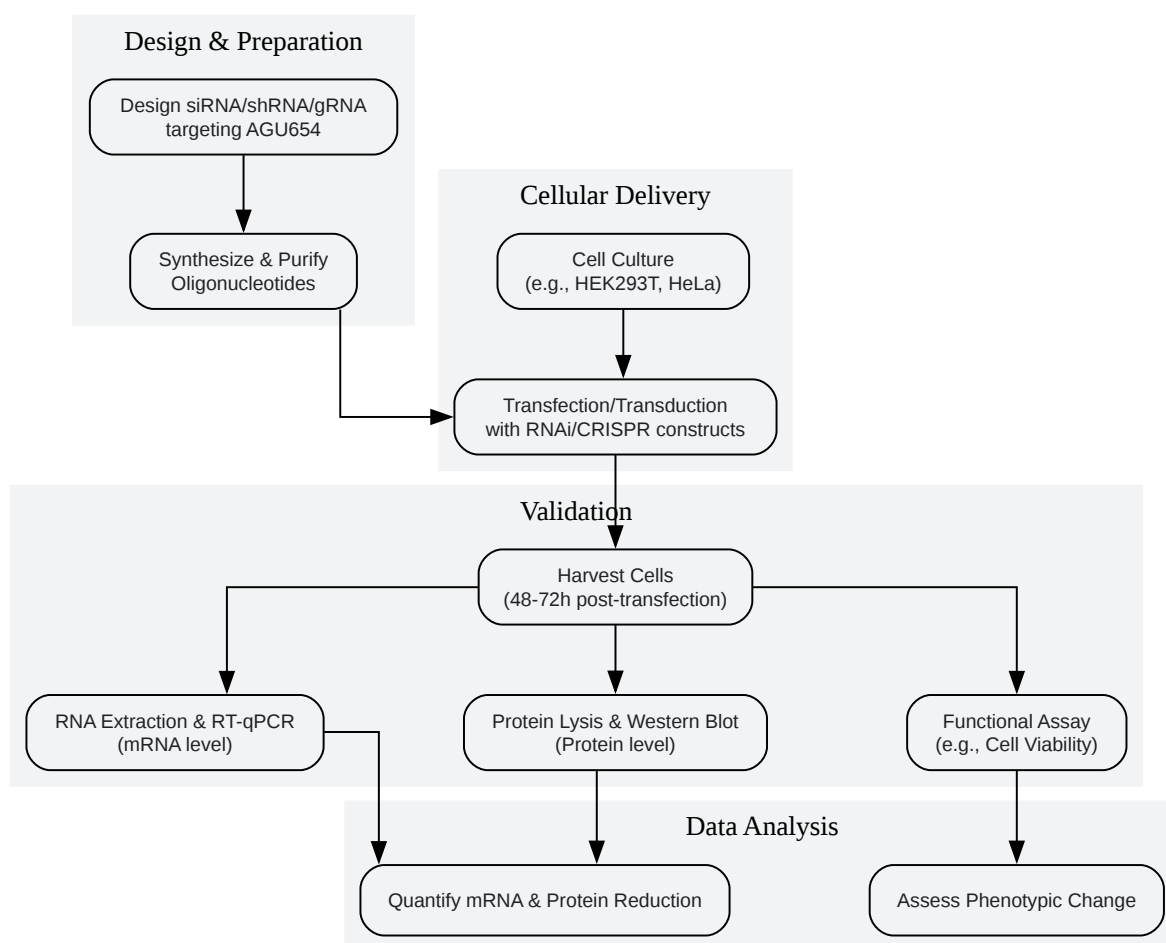 Design & Preparation
Design siRNA/shRNA/gRNA
targeting AGU654
Synthesize & Purify
Oligonucleotides
Cellular Delivery
Cell Culture
(e.g., HEK293T, HeLa)
Transfection/Transduction
with RNAi/CRISPR constructs
Validation
Harvest Cells
(48-72h post-transfection)
RNA Extraction & RT-qPCR
(mRNA level)
Protein Lysis & Western Blot
(Protein level)
Functional Assay
(e.g., Cell Viability)
Data Analysis
Quantify mRNA & Protein Reduction
Assess Phenotypic Change